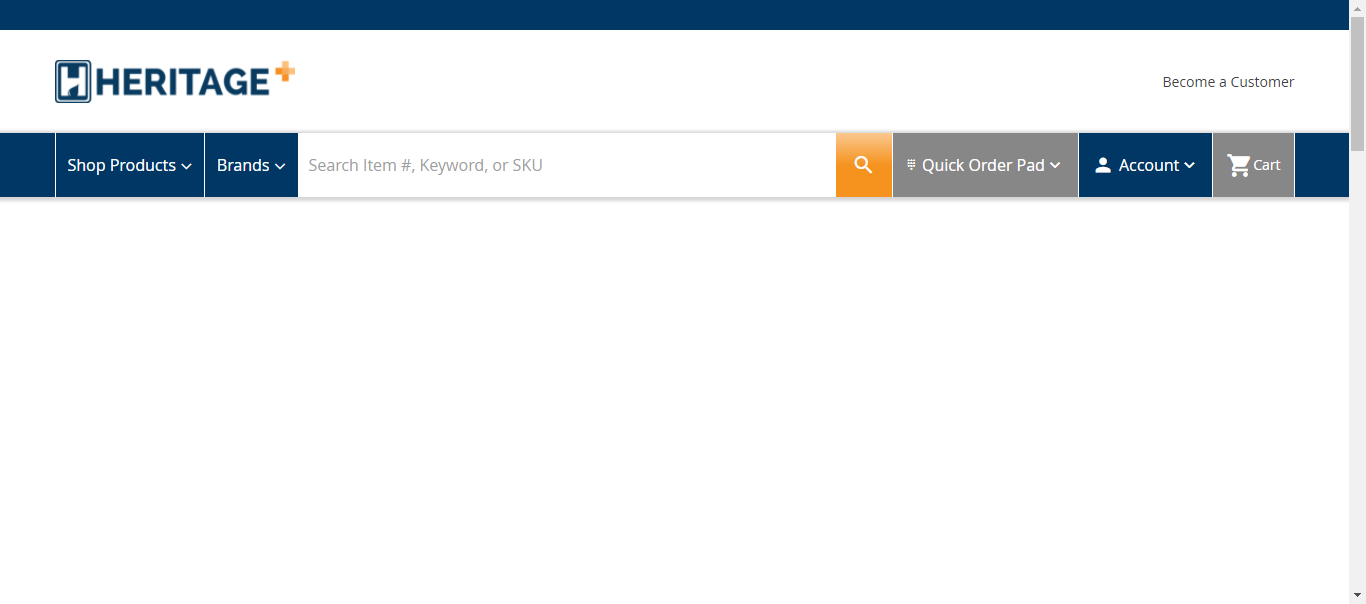 HERITAGE
Become a Customer
Shop Products
Brands
Search Item #, Keyword, or SKU
Quick Order Pad
Account
Cart